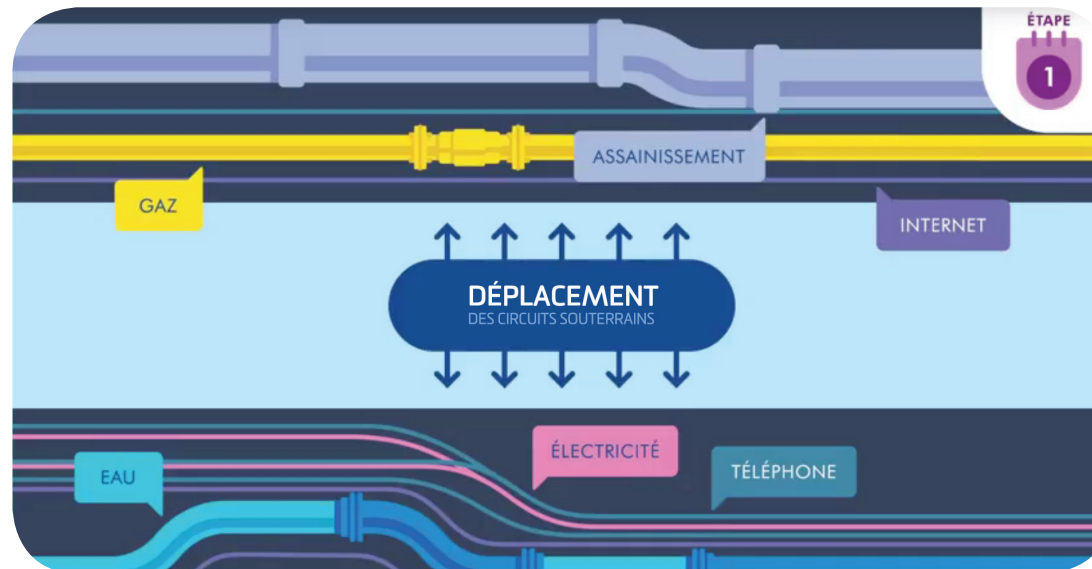 ÉTAPE
1
ASSAINISSEMENT
GAZ
INTERNET
DÉPLACEMENT
DES CIRCUITS SOUTERRAINS
ÉLECTRICITÉ
EAU
TÉLÉPHONE